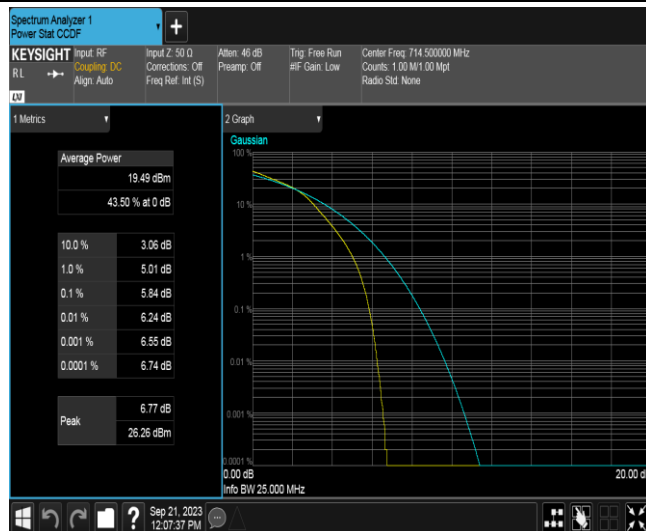 Spectrum Analyzer 1
Power Stat CCDF
+
KEYSIGHT
RL
Input: RF
Coupling: DC
Align: Auto
Input Z: 50 Ω
Corrections: Off
Freq Ref: Int (S)
Atten: 46 dB
Preamp: Off
Trig: Free Run
#IF Gain: Low
Center Freq: 714.500000 MHz
Counts: 1.00 M/1.00 Mpt
Radio Std: None
1 Metrics
Average Power
19.49 dBm
43.50 % at 0 dB
10.0 % 3.06 dB
1.0 % 5.01 dB
0.1 % 5.84 dB
0.01 % 6.24 dB
0.001 % 6.55 dB
0.0001 % 6.74 dB
Peak
6.77 dB
26.26 dBm
2 Graph
Gaussian
100 %
10 %
1 %
0.1 %
0.01 %
0.001 %
0.0001 %
0.00 dB
20.00 d
Info BW 25.000 MHz
?
Sep 21, 2023
12:07:37 PM